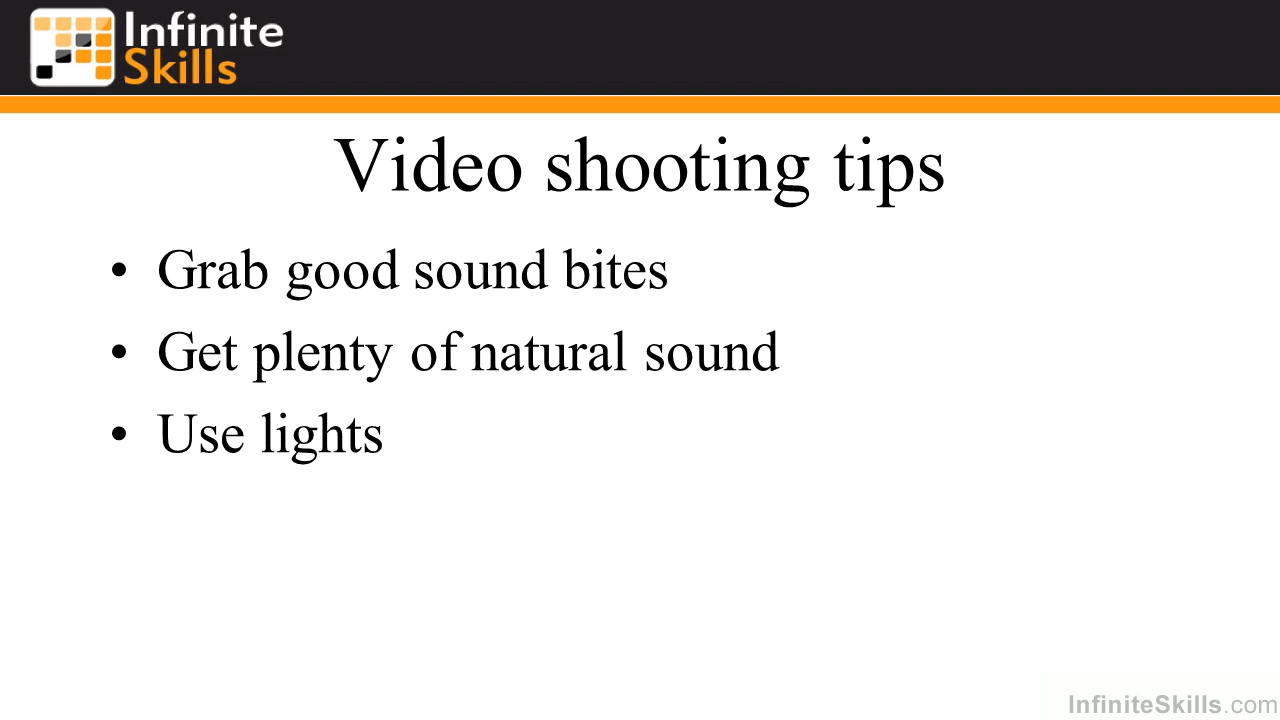 Infinite
Skills
Video shooting tips
• Grab good sound bites
• Get plenty of natural sound
• Use lights
InfiniteSkills.com